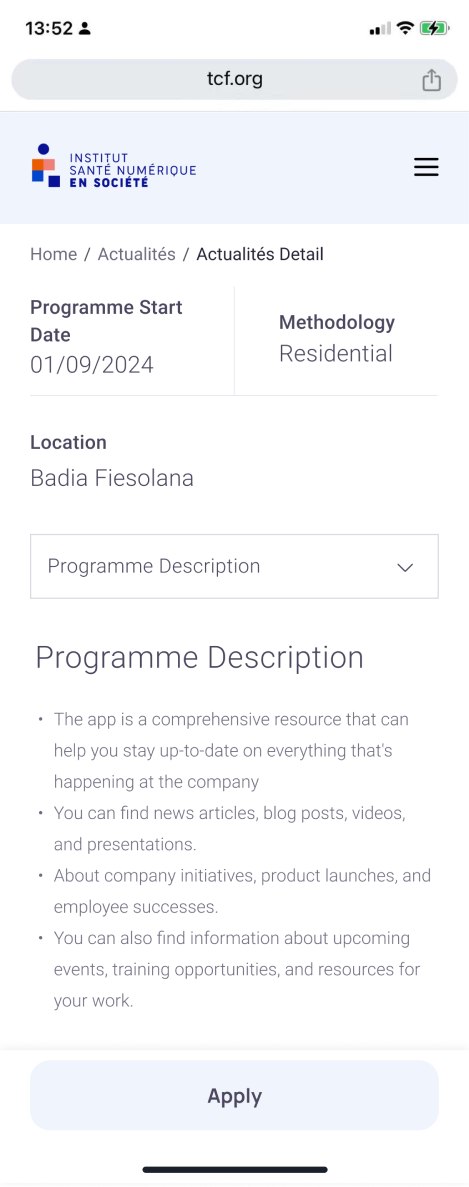 13:52
tcf.org
INSTITUT
SANTÉ NUMÉRIQUE
EN SOCIÉTÉ
Home / Actualités / Actualités Detail
Programme Start
Date
01/09/2024
Methodology
Residential
Location
Badia Fiesolana
Programme Description
Programme Description
• The app is a comprehensive resource that can
help you stay up-to-date on everything that's
happening at the company
• You can find news articles, blog posts, videos,
and presentations.
• About company initiatives, product launches, and
employee successes.
• You can also find information about upcoming
events, training opportunities, and resources for
your work.
Apply